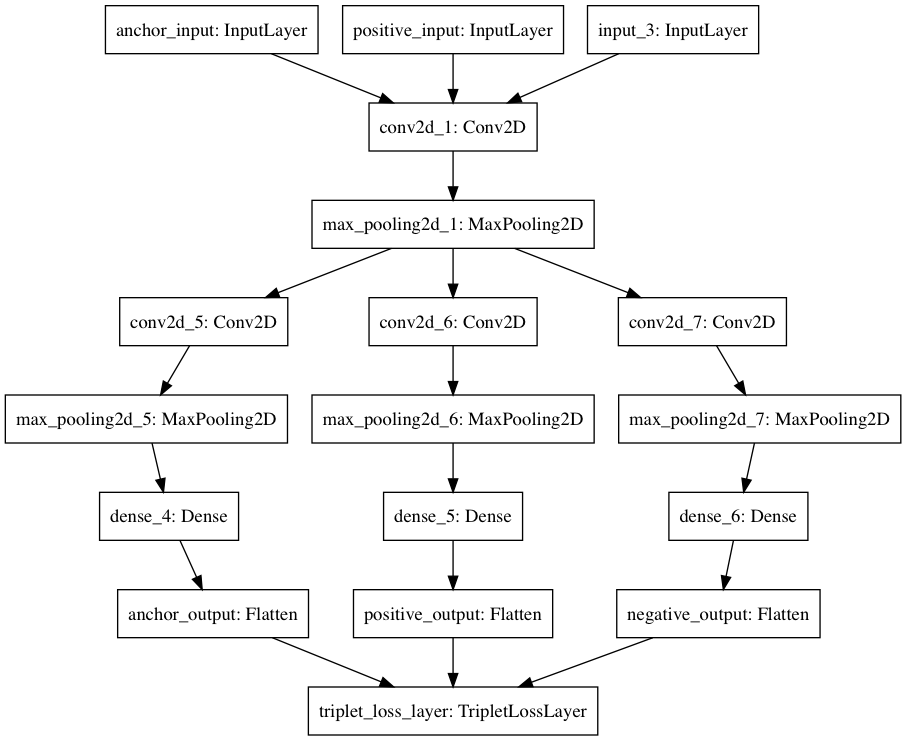 anchor_input: InputLayer
positive_input: InputLayer
input_3: InputLayer
conv2d_1: Conv2D
max_pooling2d_1: MaxPooling2D
conv2d_5: Conv2D
conv2d_6: Conv2D
conv2d_7: Conv2D
max_pooling2d_5: MaxPooling2D
max_pooling2d_6: MaxPooling2D
max_pooling2d_7: MaxPooling2D
dense_4: Dense
dense_5: Dense
dense_6: Dense
anchor_output: Flatten
positive_output: Flatten
negative_output: Flatten
triplet_loss_layer: TripletLossLayer